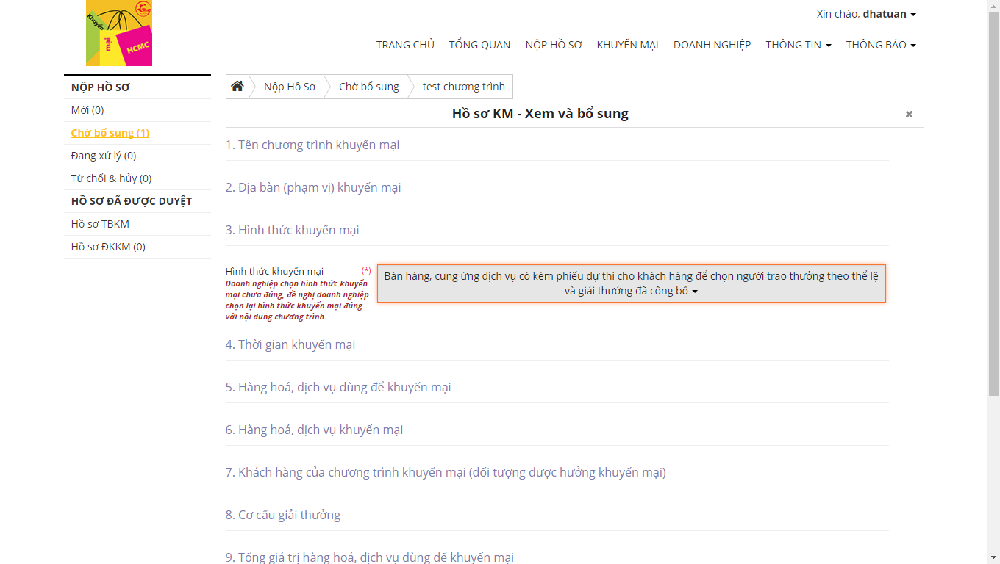 Khuyến
mại
HCMC
Xin chào, dhatuan
TRANG CHỦ TỔNG QUAN NỘP HỒ SƠ KHUYẾN MẠI DOANH NGHIỆP THÔNG TIN THÔNG BÁO
NỘP HỒ SƠ
Mới (0)
Chờ bổ sung (1)
Đang xử lý (0)
Từ chối & hủy (0)
HỒ SƠ ĐÃ ĐƯỢC DUYỆT
Hồ sơ TBKM
Hồ sơ ĐKKM (0)
Nộp Hồ Sơ Chờ bổ sung test chương trình
Hồ sơ KM - Xem và bổ sung
1. Tên chương trình khuyến mại
2. Địa bàn (phạm vi) khuyến mại
3. Hình thức khuyến mại
Hình thức khuyến mại (*)
Doanh nghiệp chọn hình thức khuyến
mại chưa đúng, đề nghị doanh nghiệp
chọn lại hình thức khuyến mại đúng
với nội dung chương trình
Bán hàng, cung ứng dịch vụ có kèm phiếu dự thi cho khách hàng để chọn người trao thưởng theo thể lệ
và giải thưởng đã công bố
4. Thời gian khuyến mại
5. Hàng hoá, dịch vụ dùng để khuyến mại
6. Hàng hoá, dịch vụ khuyến mại
7. Khách hàng của chương trình khuyến mại (đối tượng được hưởng khuyến mại)
8. Cơ cấu giải thưởng
9. Tổng giá trị hàng hoá, dịch vụ dùng để khuyến mại